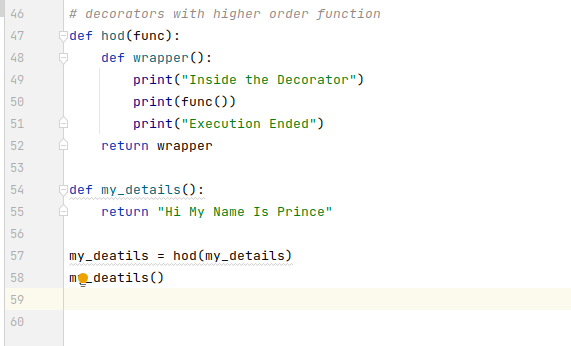 46 # decorators with higher order function
47 def hod(func):
48     def wrapper():
49         print("Inside the Decorator")
50         print(func())
51         print("Execution Ended")
52     return wrapper
53
54 def my_details():
55     return "Hi My Name Is Prince"
56
57 my_deatils = hod(my_details)
58 my_deatils()
59
60